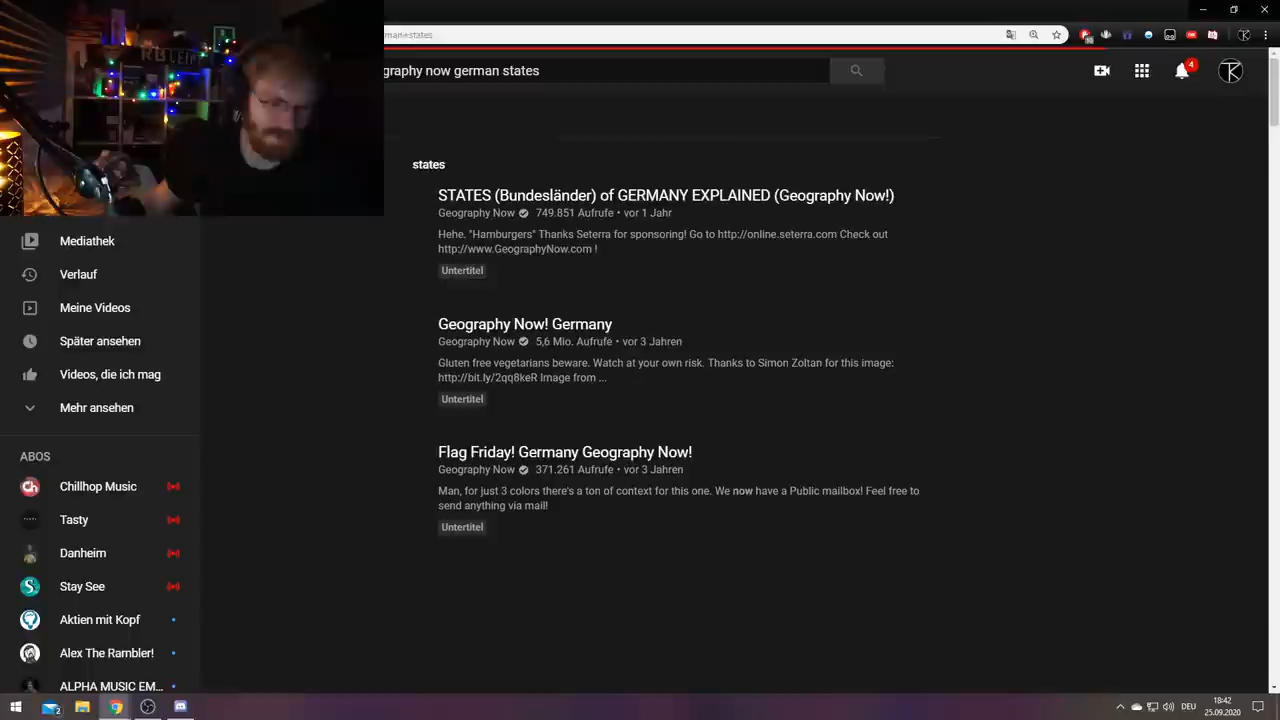 man+states
graphy now german states
4
states
STATES (Bundesländer) of GERMANY EXPLAINED (Geography Now!)
Geography Now 749.851 Aufrufe • vor 1 Jahr
Hehe. "Hamburgers" Thanks Seterra for sponsoring! Go to http://online.seterra.com Check out
http://www.GeographyNow.com !
Untertitel
Geography Now! Germany
Geography Now 5,6 Mio. Aufrufe • vor 3 Jahren
Gluten free vegetarians beware. Watch at your own risk. Thanks to Simon Zoltan for this image:
http://bit.ly/2qq8keR Image from ...
Untertitel
Flag Friday! Germany Geography Now!
Geography Now 371.261 Aufrufe • vor 3 Jahren
Man, for just 3 colors there's a ton of context for this one. We now have a Public mailbox! Feel free to
send anything via mail!
Untertitel
Mediathek
Verlauf
Meine Videos
Später ansehen
Videos, die ich mag
Mehr ansehen
ABOS
Chillhop Music
Tasty
Danheim
Stay See
Aktien mit Kopf
Alex The Rambler!
ALPHA MUSIC EM...
DEU
18:42
25.09.2020